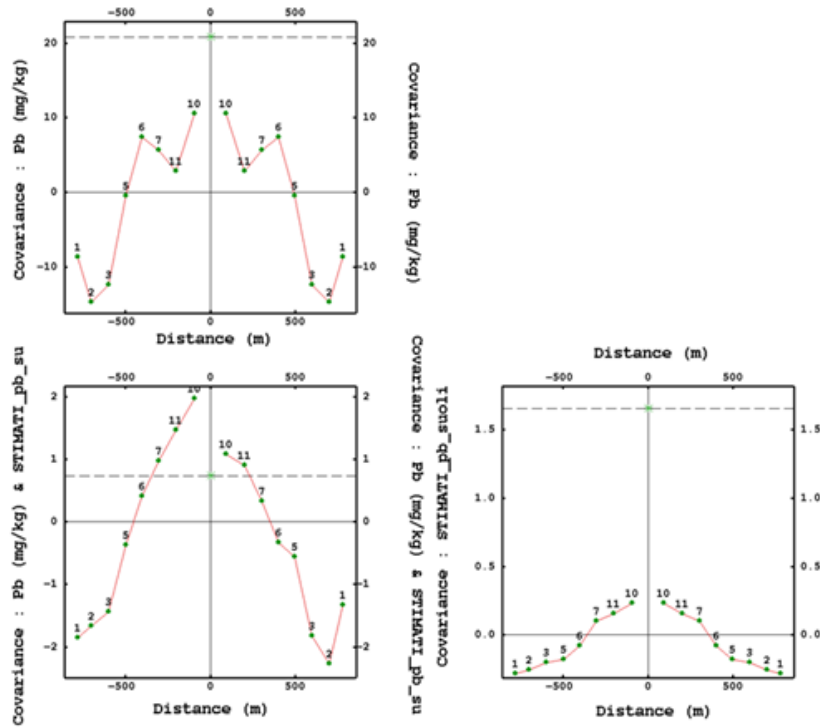 -500 0 500
Covariance : Pb (mg/kg)
20 10 0 -10
1 2 3 5 6 7 11 10 10 11 7 6 5 3 2 1
20 10 0 -10
Covariance : Pb (mg/kg)
-500 0 500
Distance (m)
-500 0 500
Covariance : Pb (mg/kg) & STIMATI_pb_su
2 1 0 -1 -2
1 2 3 5 6 7 11 10 10 11 7 6 5 3 2 1
2 1 0 -1 -2
Covariance : Pb (mg/kg) & STIMATI_pb_su
-500 0 500
Distance (m)
Distance (m)
-500 0 500
Covariance : STIMATI_pb_suoli
1.5 1.0 0.5 0.0
1 2 3 5 6 7 11 10 10 11 7 6 5 3 2 1
1.5 1.0 0.5 0.0
-500 0 500
Distance (m)